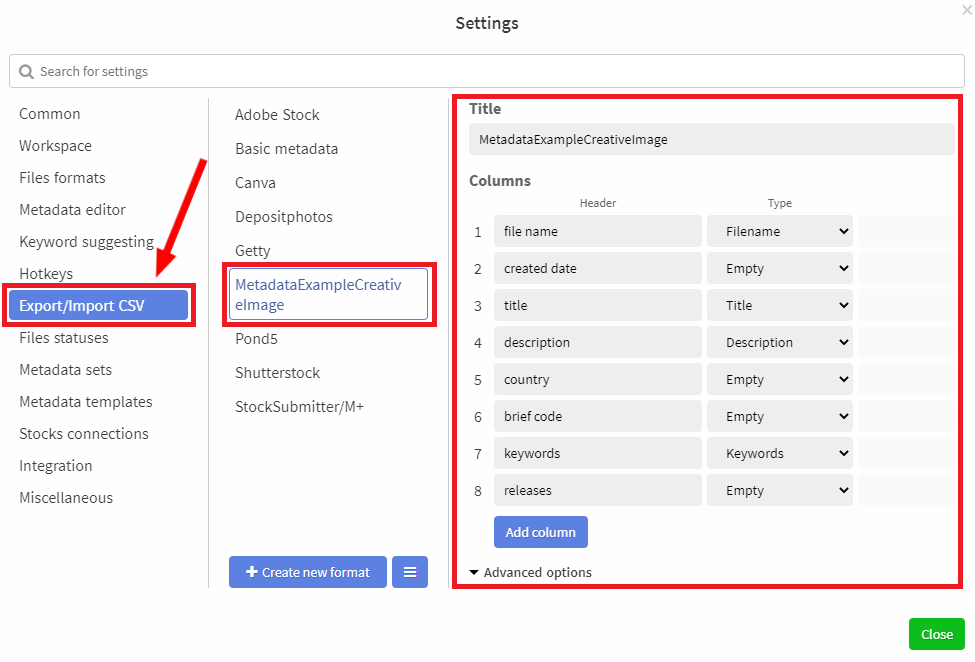 Settings
Search for settings
Common
Workspace
Files formats
Metadata editor
Keyword suggesting
Hotkeys
Export/Import CSV
Files statuses
Metadata sets
Metadata templates
Stocks connections
Integration
Miscellaneous
Adobe Stock
Basic metadata
Canva
Depositphotos
Getty
MetadataExampleCreativ
eImage
Pond5
Shutterstock
StockSubmitter/M+
Create new format
Title
MetadataExampleCreativeImage
Columns
Header Type
1 file name Filename
2 created date Empty
3 title Title
4 description Description
5 country Empty
6 brief code Empty
7 keywords Keywords
8 releases Empty
Add column
Advanced options
Close